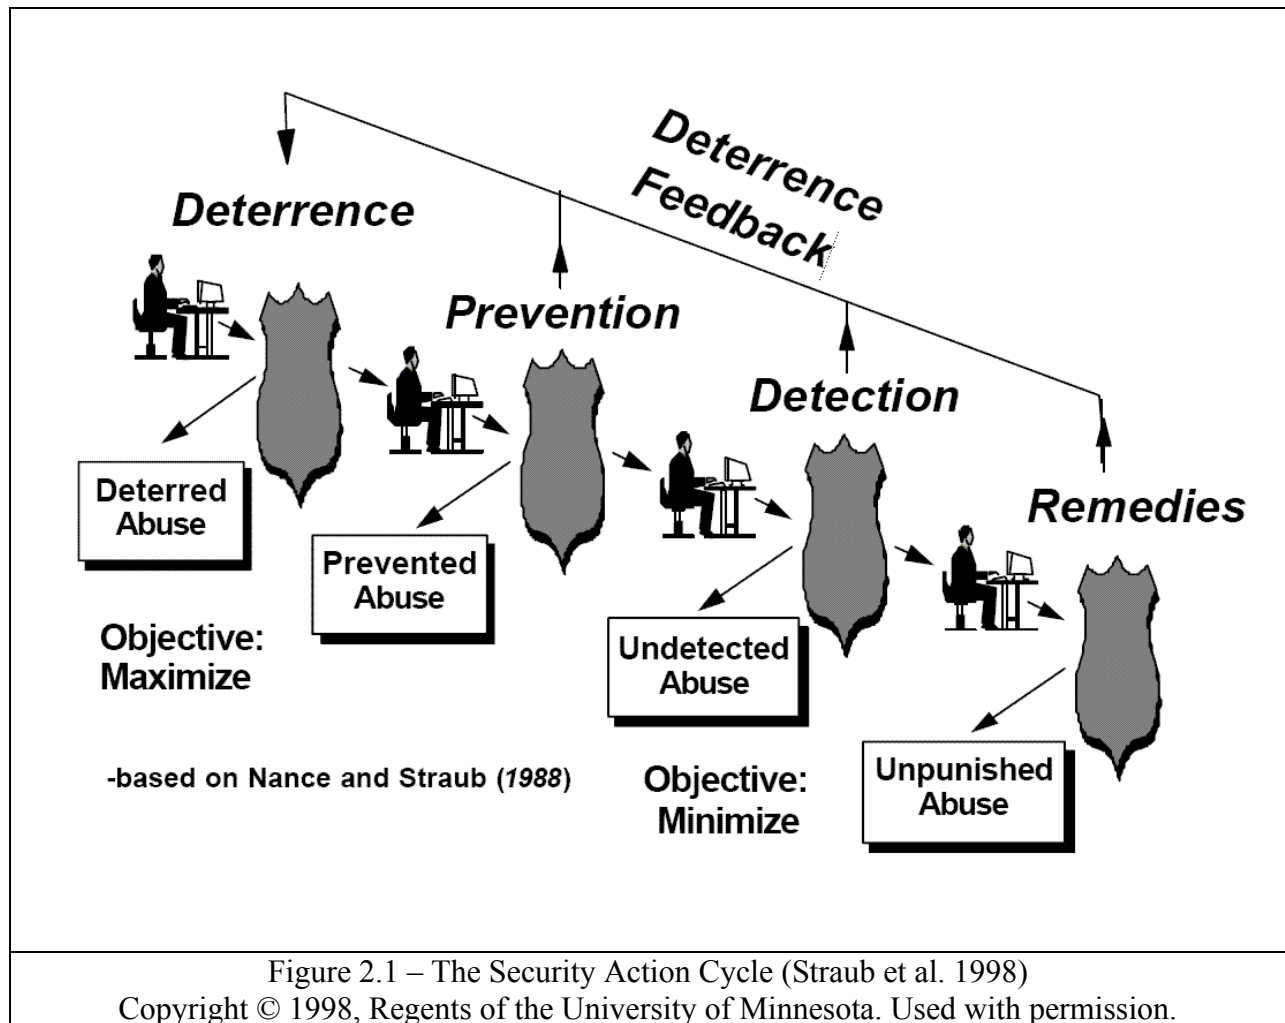 Deterrence
Feedback
Deterrence
Prevention
Detection
Remedies
Deterred
Abuse
Prevented
Abuse
Undetected
Abuse
Unpunished
Abuse
Objective:
Maximize
Objective:
Minimize
-based on Nance and Straub (1988)
Figure 2.1 – The Security Action Cycle (Straub et al. 1998)
Copyright © 1998, Regents of the University of Minnesota. Used with permission.